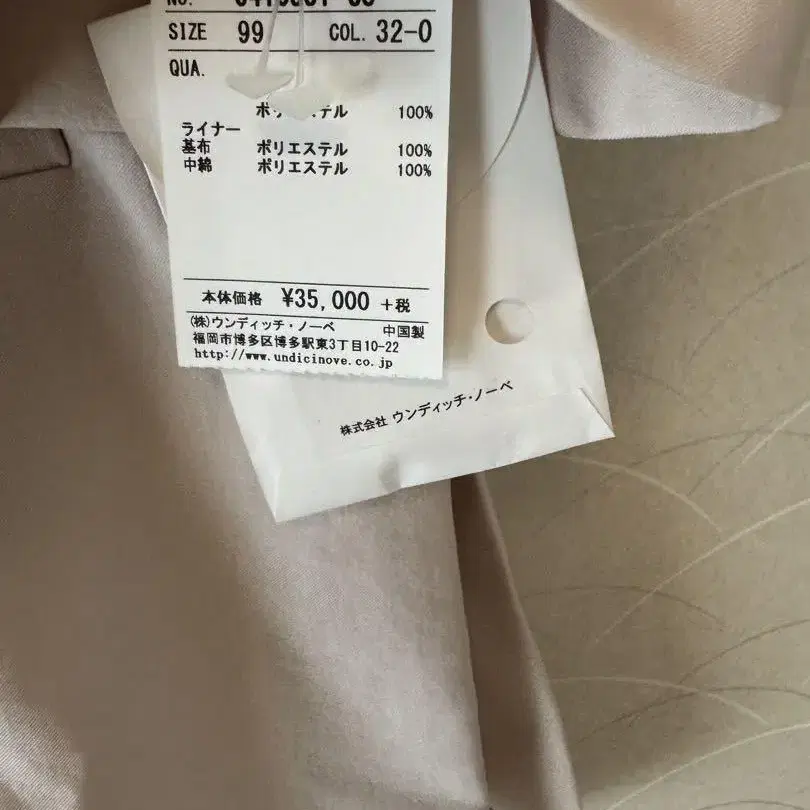 SIZE 99 COL. 32-0
QUA.
ポリエステル 100%
ライナー
基布 ポリエステル 100%
中綿 ポリエステル 100%
本体価格 ¥35,000 +税
(株)ウンディッチ・ノーベ 中国製
福岡市博多区博多駅東3丁目10-22
http://www.undicinove.co.jp
株式会社 ウンディッチ・ノーベ